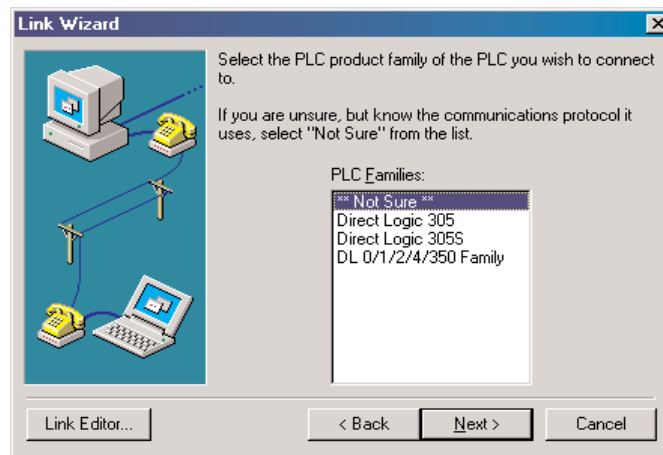 Link Wizard
Select the PLC product family of the PLC you wish to connect
to.
If you are unsure, but know the communications protocol it
uses, select "Not Sure" from the list.
PLC Families:
** Not Sure **
Direct Logic 305
Direct Logic 305S
DL 0/1/2/4/350 Family
Link Editor...
< Back
Next >
Cancel